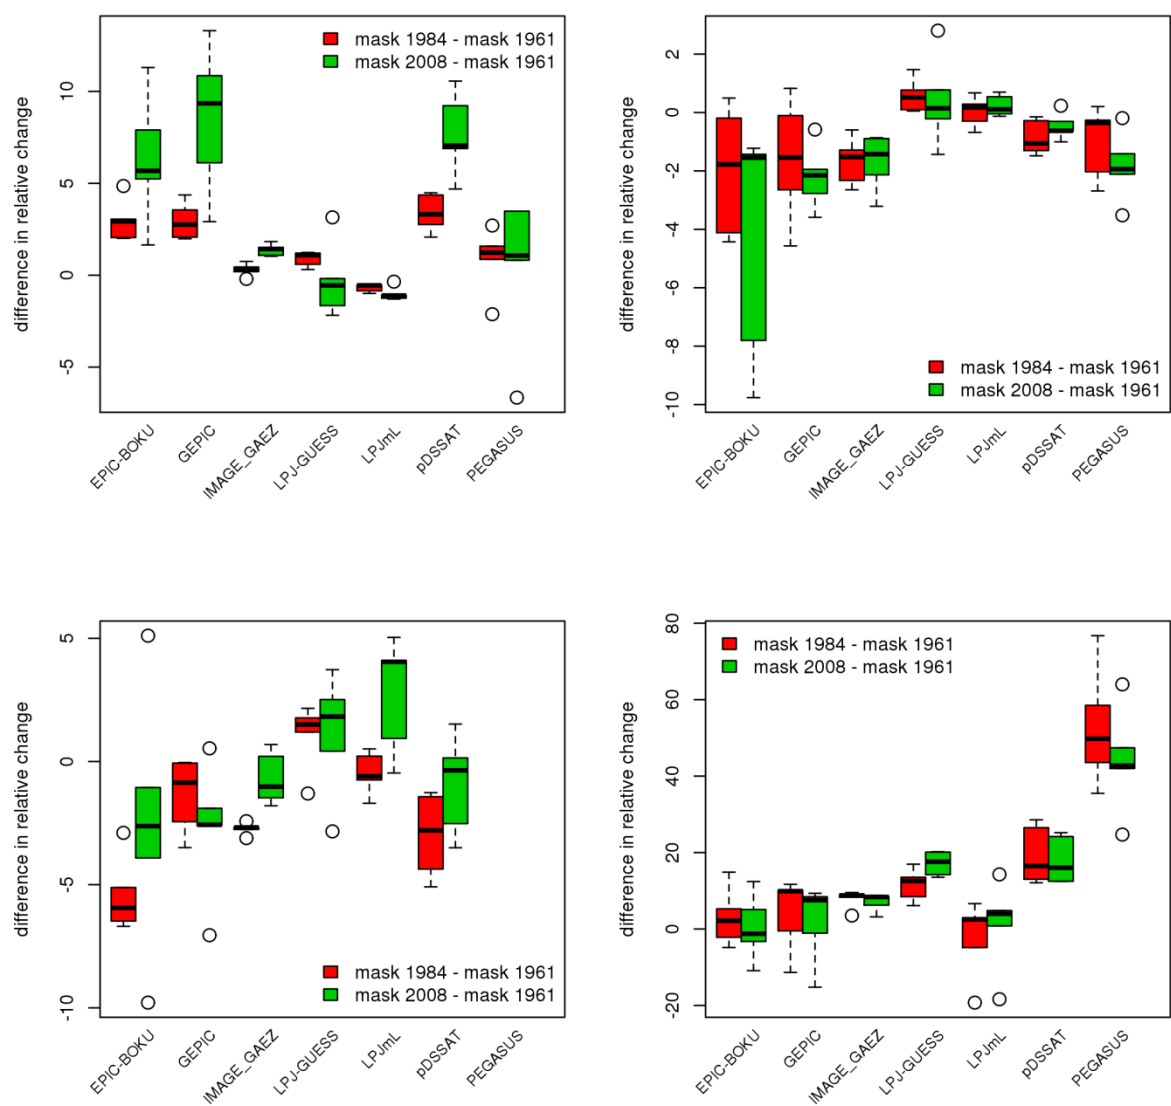 mask 1984 - mask 1961
mask 2008 - mask 1961
difference in relative change
10
5
0
-5
EPIC-BOKU
GEPIC
IMAGE_GAEZ
LPJ-GUESS
LPJmL
pDSSAT
PEGASUS
difference in relative change
2
0
-2
-4
-6
-8
-10
mask 1984 - mask 1961
mask 2008 - mask 1961
EPIC-BOKU
GEPIC
IMAGE_GAEZ
LPJ-GUESS
LPJmL
pDSSAT
PEGASUS
difference in relative change
5
0
-5
-10
mask 1984 - mask 1961
mask 2008 - mask 1961
EPIC-BOKU
GEPIC
IMAGE_GAEZ
LPJ-GUESS
LPJmL
pDSSAT
PEGASUS
mask 1984 - mask 1961
mask 2008 - mask 1961
difference in relative change
80
60
40
20
0
-20
EPIC-BOKU
GEPIC
IMAGE_GAEZ
LPJ-GUESS
LPJmL
pDSSAT
PEGASUS